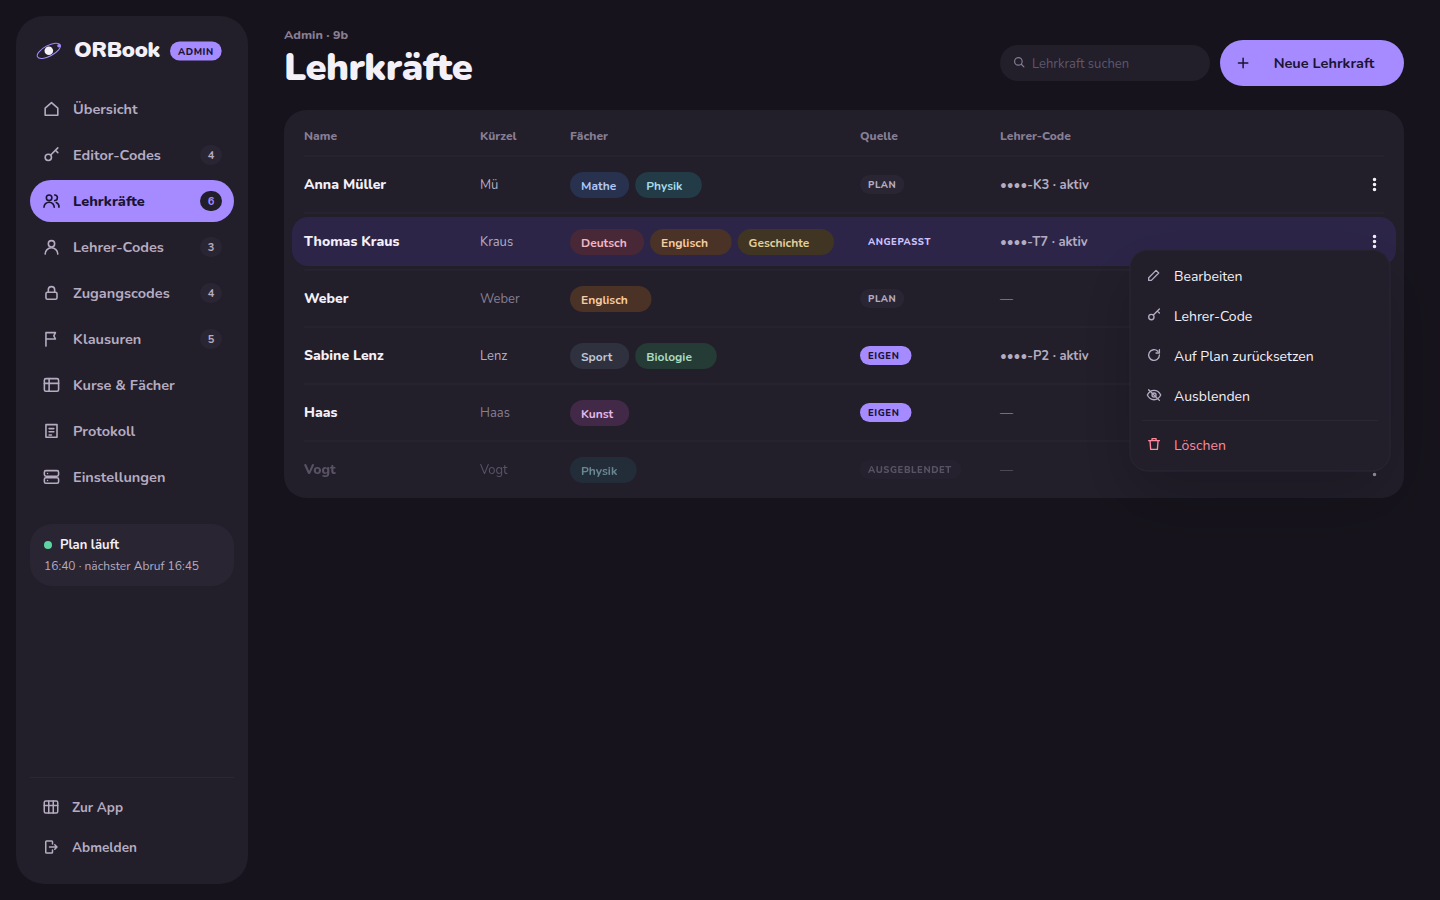 ORBook ADMIN
Übersicht
Editor-Codes 4
Lehrkräfte 6
Lehrer-Codes 3
Zugangscodes 4
Klausuren 5
Kurse & Fächer
Protokoll
Einstellungen
Plan läuft
16:40 · nächster Abruf 16:45
Zur App
Abmelden
Admin · 9b
Lehrkräfte
Lehrkraft suchen
+ Neue Lehrkraft
Name Kürzel Fächer Quelle Lehrer-Code
Anna Müller Mü Mathe Physik PLAN ••••-K3 · aktiv
Thomas Kraus Kraus Deutsch Englisch Geschichte ANGEPASST ••••-T7 · aktiv
Weber Weber Englisch PLAN —
Sabine Lenz Lenz Sport Biologie EIGEN ••••-P2 · aktiv
Haas Haas Kunst EIGEN —
Vogt Vogt Physik AUSGEBLENDET —
Bearbeiten
Lehrer-Code
Auf Plan zurücksetzen
Ausblenden
Löschen